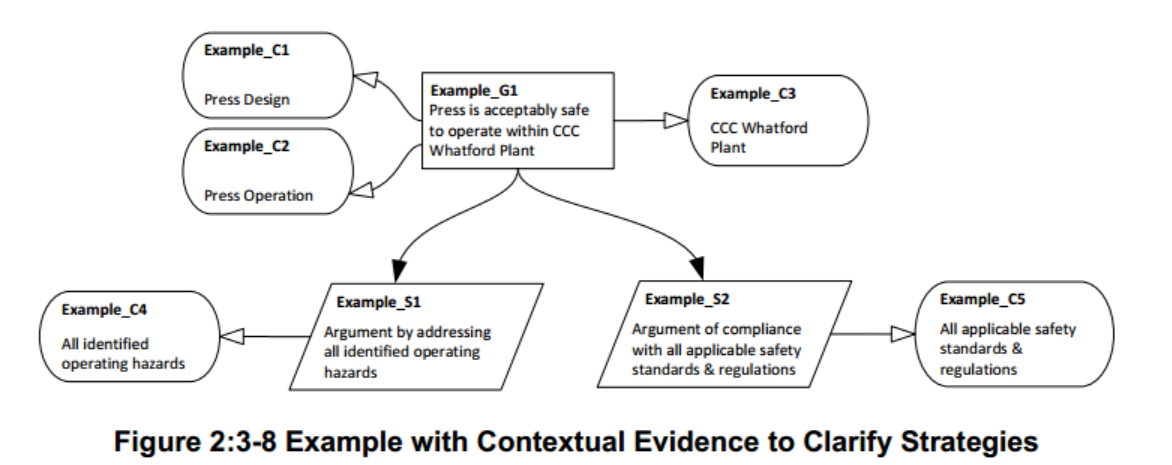 Example_C1
Press Design
Example_C2
Press Operation
Example_G1
Press is acceptably safe
to operate within CCC
Whatford Plant
Example_C3
CCC Whatford
Plant
Example_C4
All identified
operating hazards
Example_S1
Argument by addressing
all identified operating
hazards
Example_S2
Argument of compliance
with all applicable safety
standards & regulations
Example_C5
All applicable safety
standards &
regulations
Figure 2:3-8 Example with Contextual Evidence to Clarify Strategies